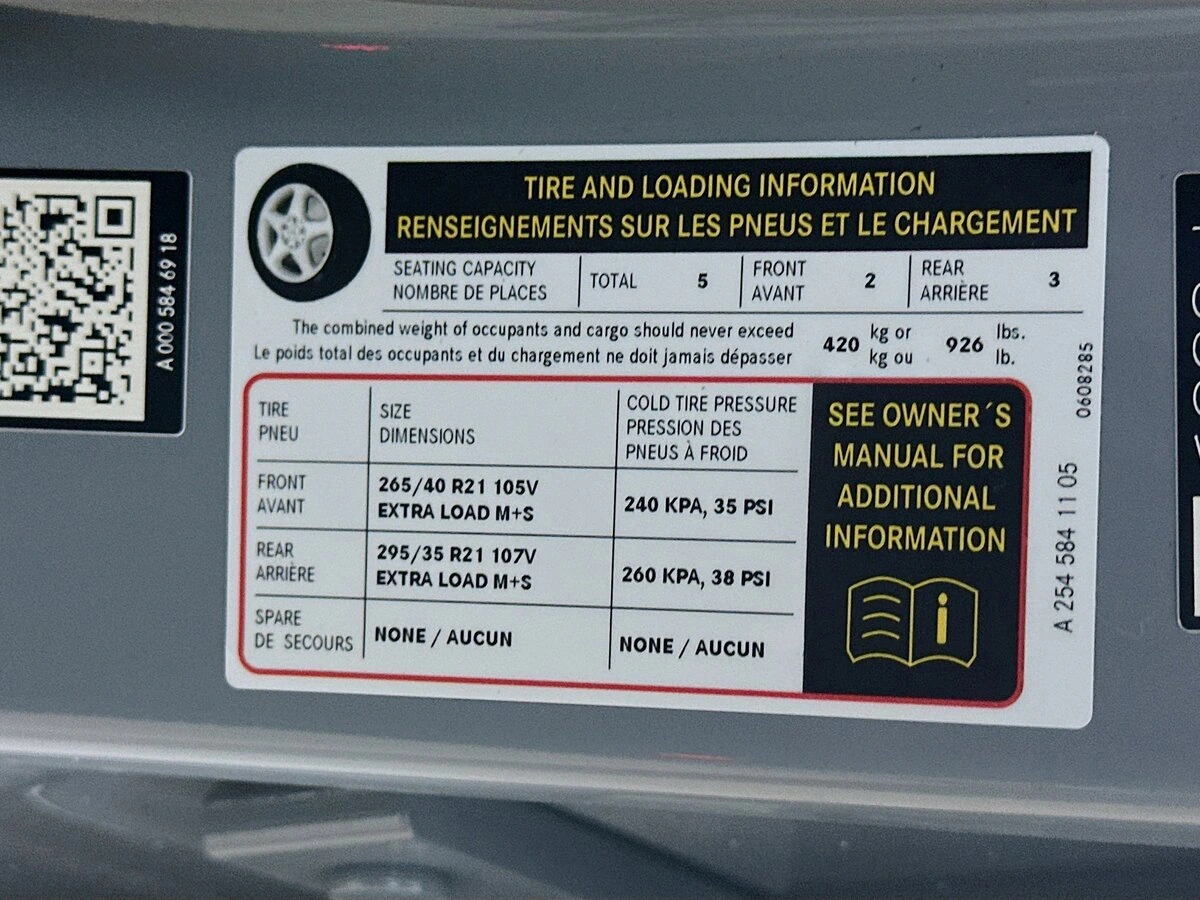 A 000 584 69 18
TIRE AND LOADING INFORMATION
RENSEIGNEMENTS SUR LES PNEUS ET LE CHARGEMENT
SEATING CAPACITY
NOMBRE DE PLACES
TOTAL 5
FRONT
AVANT
2
REAR
ARRIÈRE
3
The combined weight of occupants and cargo should never exceed
Le poids total des occupants et du chargement ne doit jamais dépasser
420
kg or
kg ou
926
lbs.
lb.
TIRE
PNEU
SIZE
DIMENSIONS
COLD TIRE PRESSURE
PRESSION DES
PNEUS À FROID
FRONT
AVANT
265/40 R21 105V
EXTRA LOAD M+S
240 KPA, 35 PSI
REAR
ARRIÈRE
295/35 R21 107V
EXTRA LOAD M+S
260 KPA, 38 PSI
SPARE
DE SECOURS
NONE / AUCUN
NONE / AUCUN
SEE OWNER´S
MANUAL FOR
ADDITIONAL
INFORMATION
0608285
A 254 584 11 05